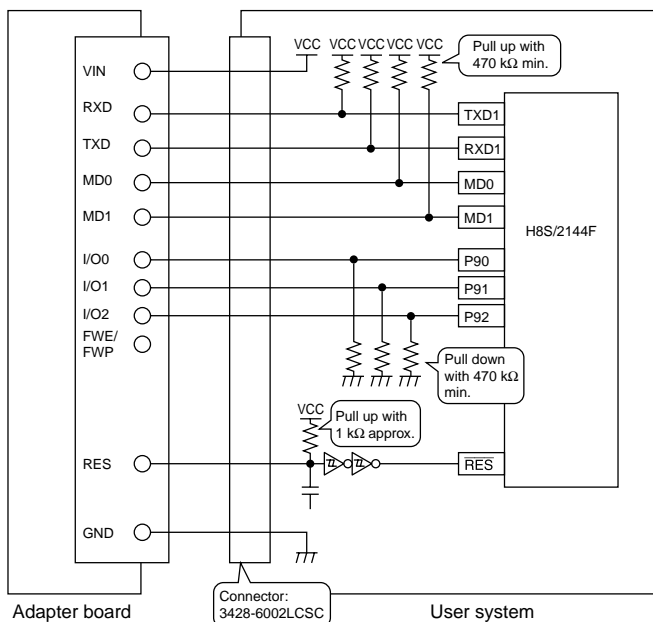 VCC
VCC VCC VCC VCC
Pull up with
470 kΩ min.
VIN
RXD
TXD1
TXD
RXD1
MD0
MD0
MD1
MD1
H8S/2144F
I/O0
P90
I/O1
P91
I/O2
P92
FWE/
FWP
Pull down
with 470 kΩ
min.
VCC
Pull up with
1 kΩ approx.
RES
RES
GND
Connector:
3428-6002LCSC
Adapter board
User system